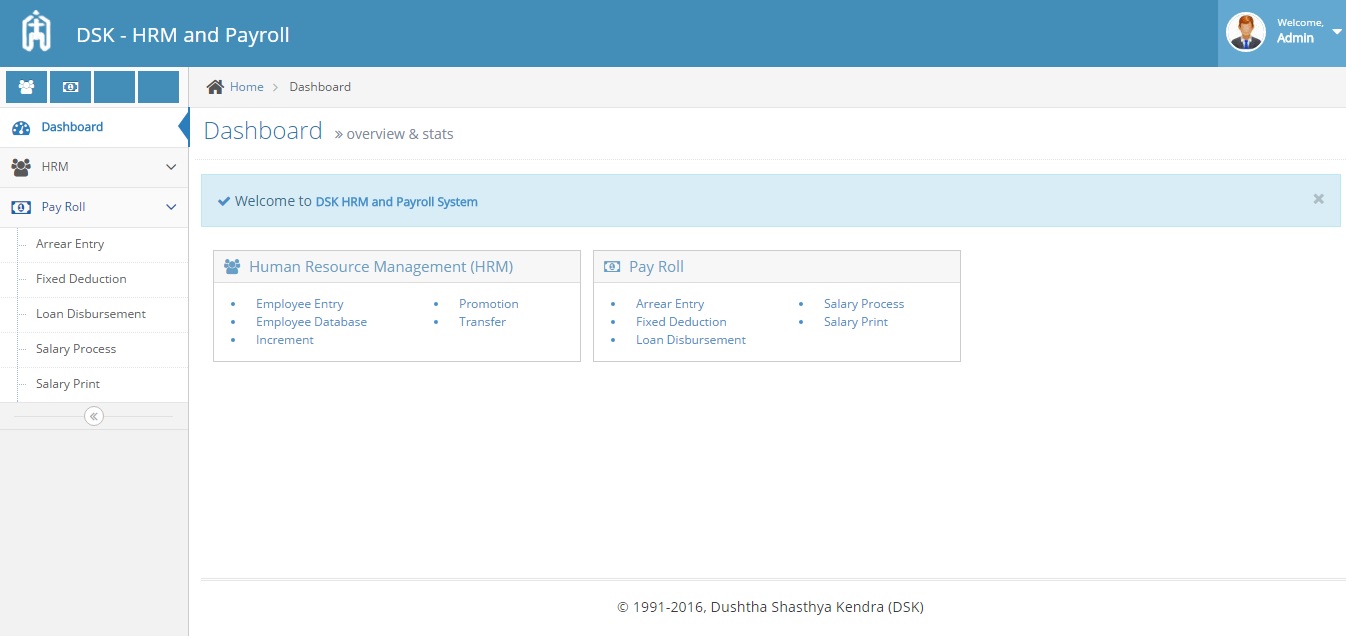 DSK - HRM and Payroll
Welcome,
Admin
Home
Dashboard
Dashboard
» overview & stats
Dashboard
HRM
Pay Roll
Arrear Entry
Fixed Deduction
Loan Disbursement
Salary Process
Salary Print
Welcome to DSK HRM and Payroll System
Human Resource Management (HRM)
Employee Entry
Employee Database
Increment
Promotion
Transfer
Pay Roll
Arrear Entry
Fixed Deduction
Loan Disbursement
Salary Process
Salary Print
© 1991-2016, Dushtha Shasthya Kendra (DSK)